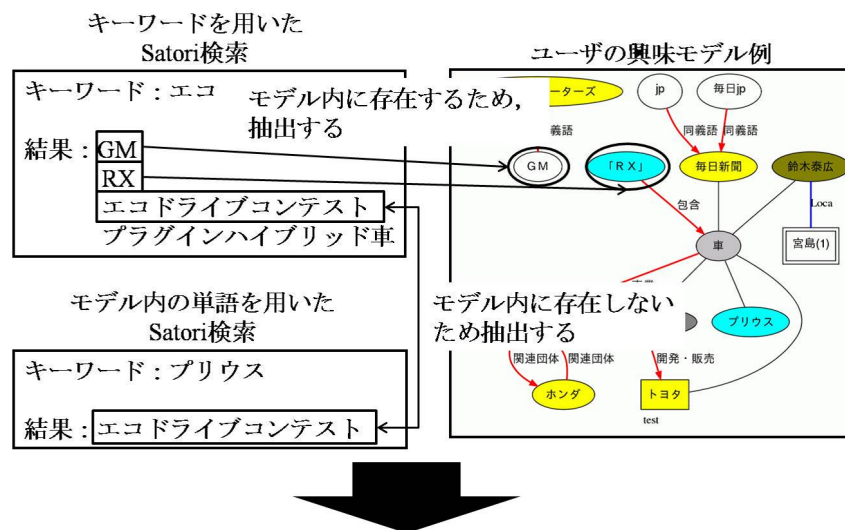 キーワードを用いた
Satori検索
キーワード：エコ
結果：GM
RX
エコドライブコンテスト
プラグインハイブリッド車
モデル内に存在するため，
抽出する
モデル内の単語を用いた
Satori検索
キーワード：プリウス
結果：エコドライブコンテスト
ユーザの興味モデル例
ーターズ
jp
毎日jp
義語
同義語 同義語
GM
「RX」
毎日新聞
鈴木泰広
包含
Loca
車
宮島(1)
モデル内に存在しない
ため抽出する
プリウス
関連団体 関連団体
開発・販売
ホンダ
トヨタ
test